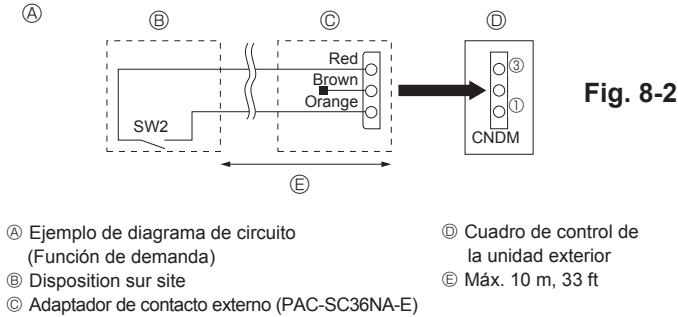 Ⓐ
Ⓑ
Ⓒ
Ⓓ
Red
Brown
Orange
SW2
③
①
CNDM
Fig. 8-2
Ⓔ
Ⓐ Ejemplo de diagrama de circuito
(Función de demanda)
Ⓑ Disposition sur site
Ⓒ Adaptador de contacto externo (PAC-SC36NA-E)
Ⓓ Cuadro de control de
la unidad exterior
Ⓔ Máx. 10 m, 33 ft